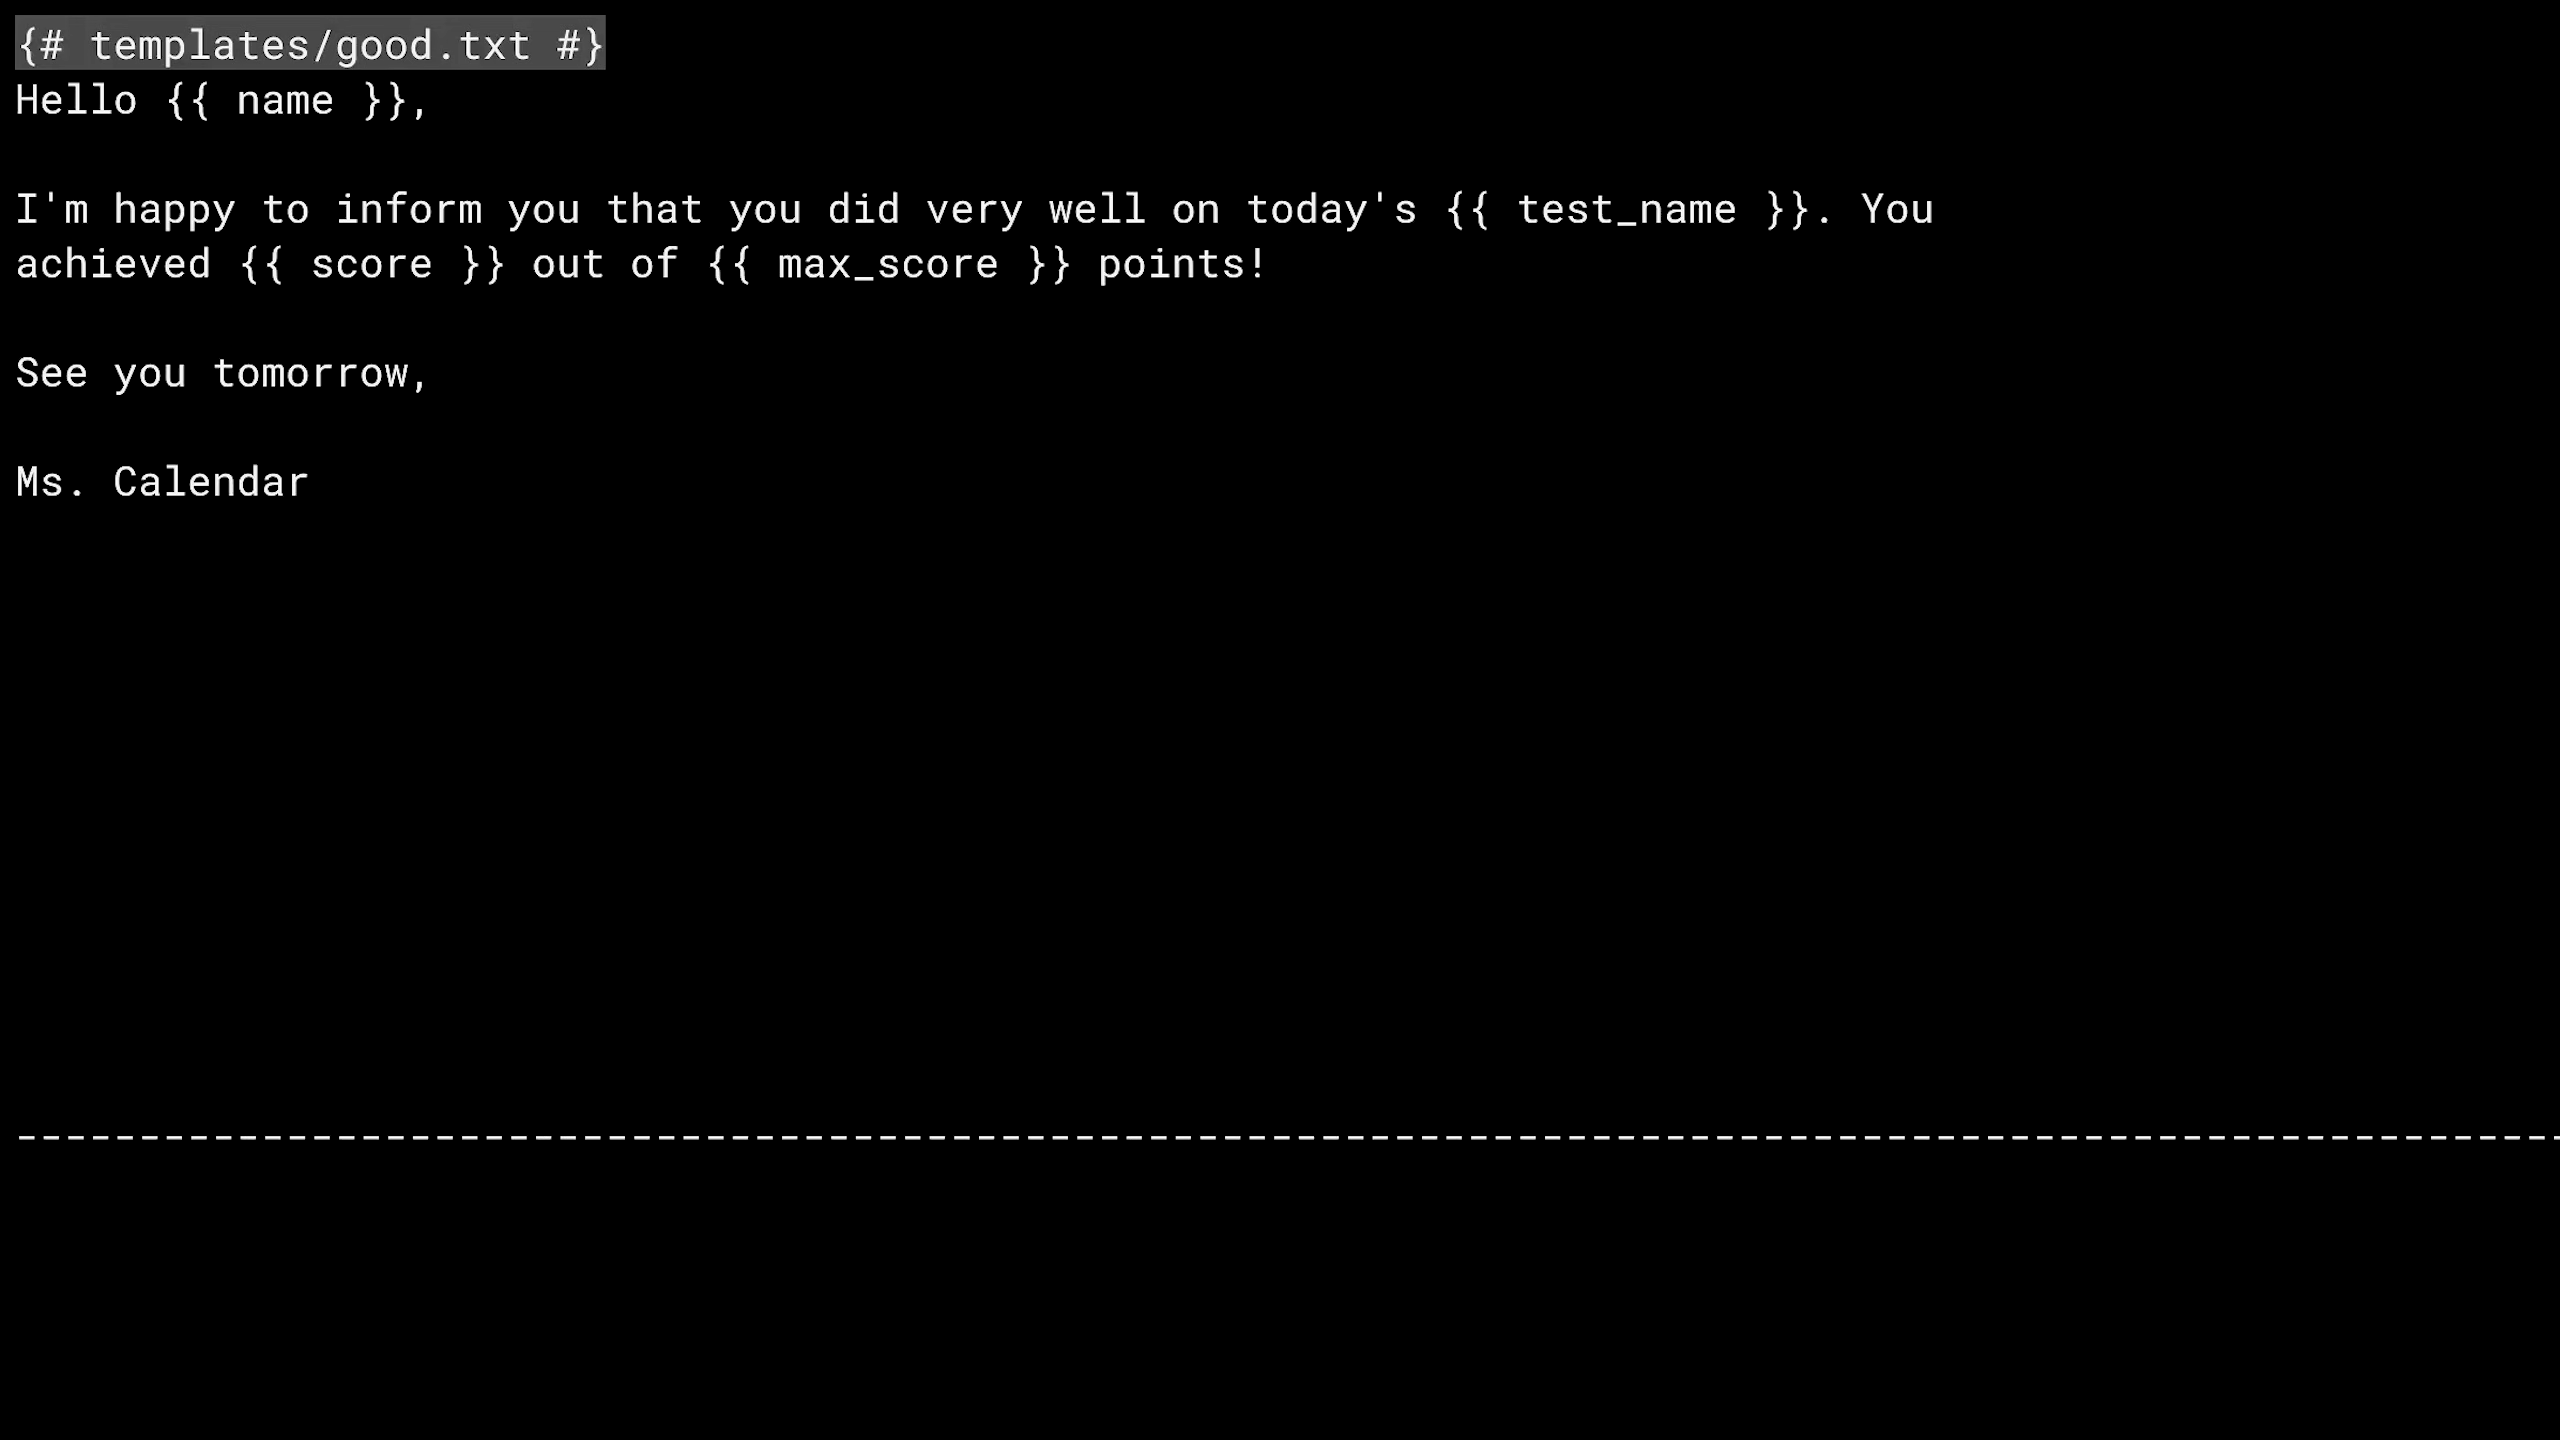 {# templates/good.txt #}
Hello {{ name }},
I'm happy to inform you that you did very well on today's {{ test_name }}. You
achieved {{ score }} out of {{ max_score }} points!
See you tomorrow,
Ms. Calendar
--------------------------------------------------------------------------------------------------------